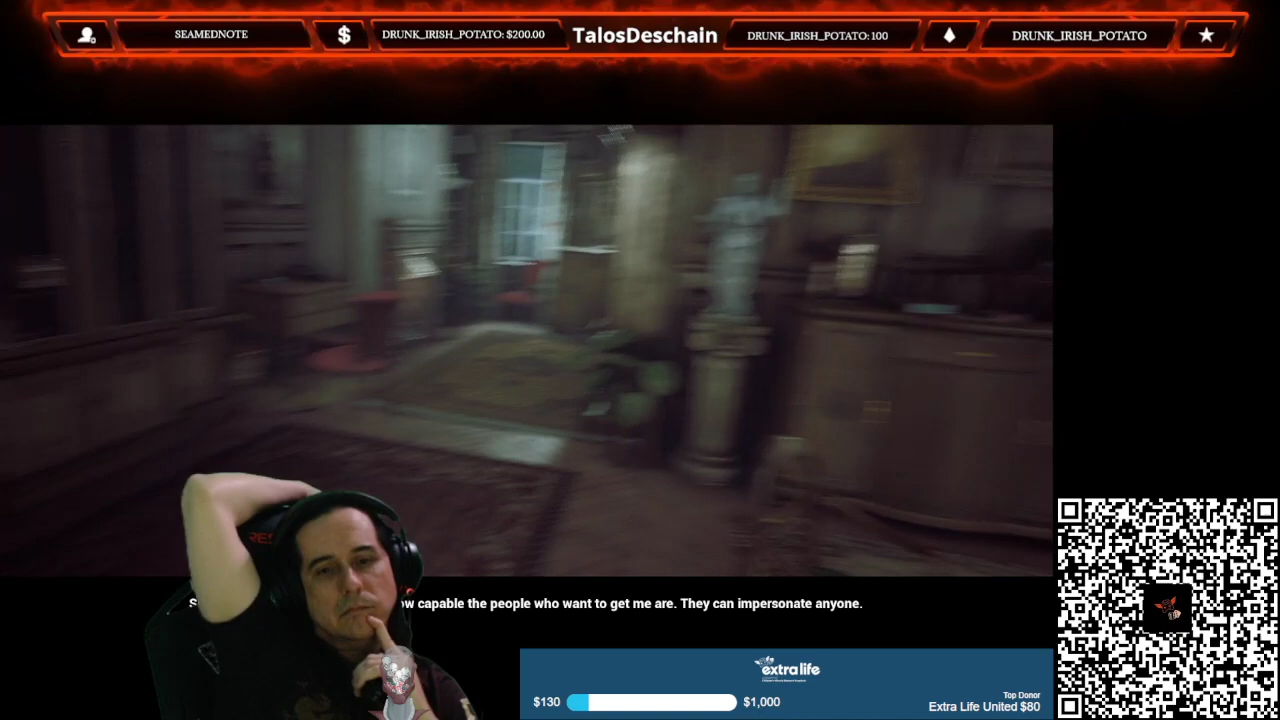 SEAMEDNOTE
DRUNK_IRISH_POTATO: $200.00
TalosDeschain
DRUNK_IRISH_POTATO: 100
DRUNK_IRISH_POTATO
capable the people who want to get me are. They can impersonate anyone.
extra life
$130
$1,000
Top Donor
Extra Life United $80